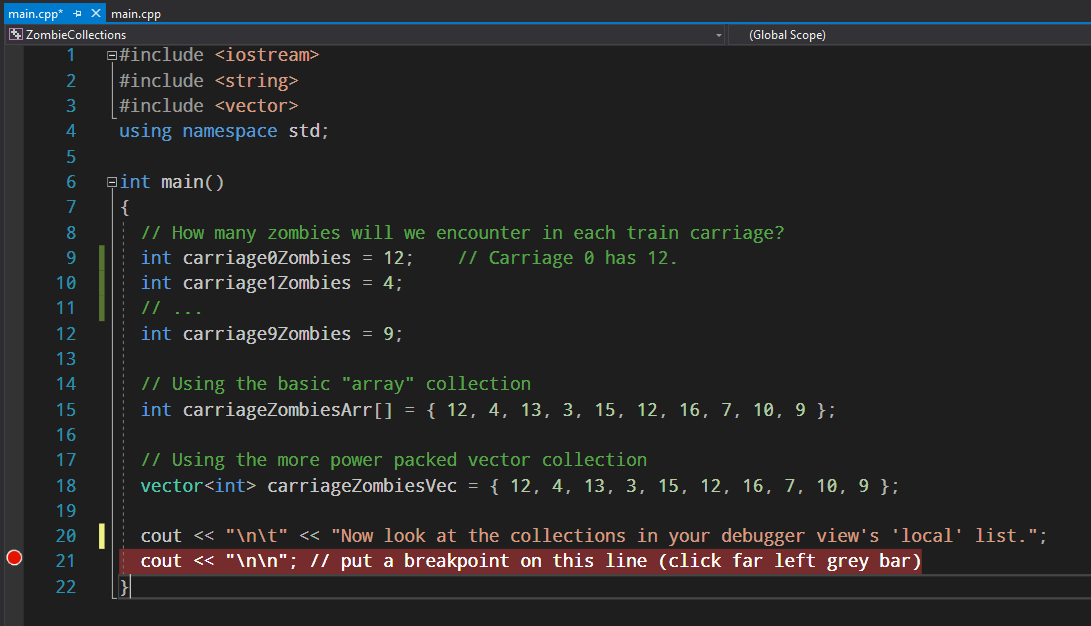 main.cpp* main.cpp
ZombieCollections (Global Scope)
1 #include <iostream>
2 #include <string>
3 #include <vector>
4 using namespace std;
5
6 int main()
7 {
8 // How many zombies will we encounter in each train carriage?
9 int carriage0Zombies = 12; // Carriage 0 has 12.
10 int carriage1Zombies = 4;
11 // ...
12 int carriage9Zombies = 9;
13
14 // Using the basic "array" collection
15 int carriageZombiesArr[] = { 12, 4, 13, 3, 15, 12, 16, 7, 10, 9 };
16
17 // Using the more power packed vector collection
18 vector<int> carriageZombiesVec = { 12, 4, 13, 3, 15, 12, 16, 7, 10, 9 };
19
20 cout << "\n\t" << "Now look at the collections in your debugger view's 'local' list.";
21 cout << "\n\n"; // put a breakpoint on this line (click far left grey bar)
22 }